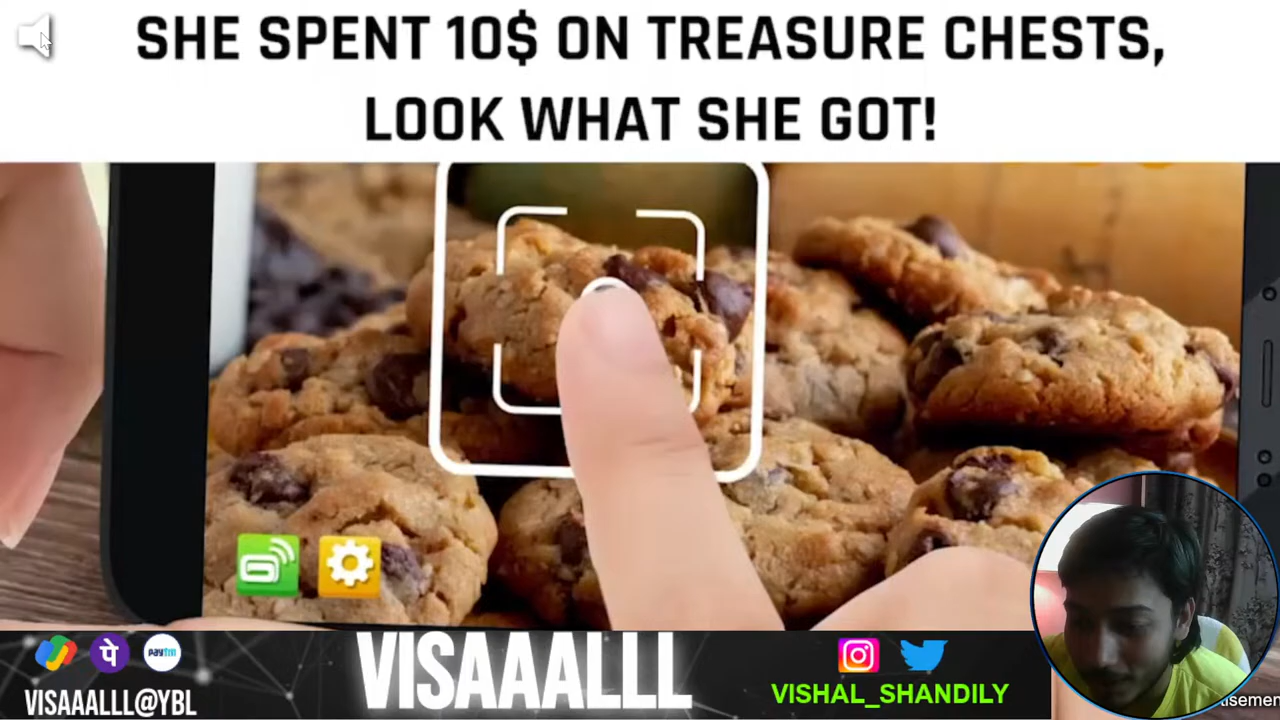 SHE SPENT 10$ ON TREASURE CHESTS,
LOOK WHAT SHE GOT!
VISAAALLL
पे
paytm
VISAAALLL@YBL
VISHAL_SHANDILY